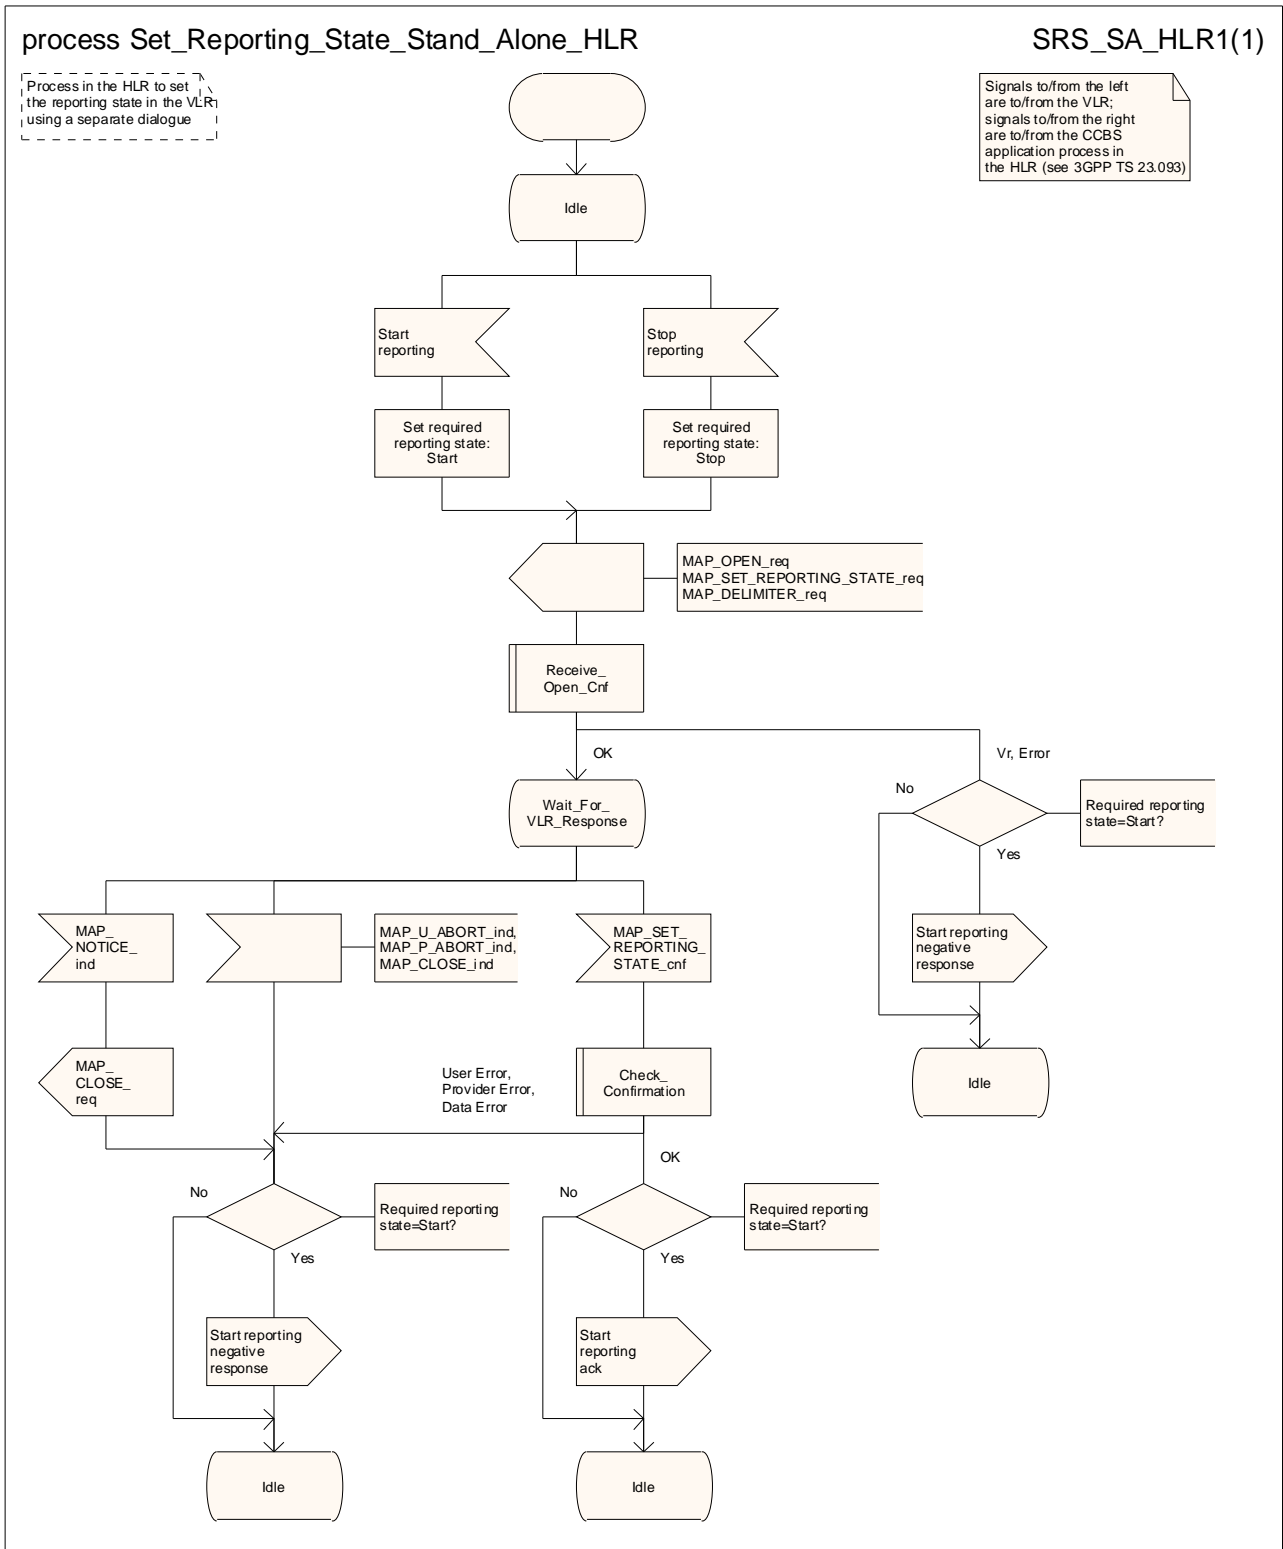 process Set_Reporting_State_Stand_Alone_HLR
SRS_SA_HLR1(1)
Process in the HLR to set
the reporting state in the VLR
using a separate dialogue
Signals to/from the left
are to/from the VLR;
signals to/from the right
are to/from the CCBS
application process in
the HLR (see 3GPP TS 23.093)
Idle
Start
reporting
Stop
reporting
Set required
reporting state:
Start
Set required
reporting state:
Stop
MAP_OPEN_req
MAP_SET_REPORTING_STATE_req
MAP_DELIMITER_req
Receive_
Open_Cnf
OK
Vr, Error
Wait_For_
VLR_Response
No
Required reporting
state=Start?
Yes
MAP_
NOTICE_
ind
MAP_U_ABORT_ind,
MAP_P_ABORT_ind,
MAP_CLOSE_ind
MAP_SET_
REPORTING_
STATE_cnf
Start reporting
negative
response
MAP_
CLOSE_
req
User Error,
Provider Error,
Data Error
Check_
Confirmation
Idle
OK
No
Required reporting
state=Start?
Yes
No
Required reporting
state=Start?
Yes
Start reporting
negative
response
Start
reporting
ack
Idle
Idle